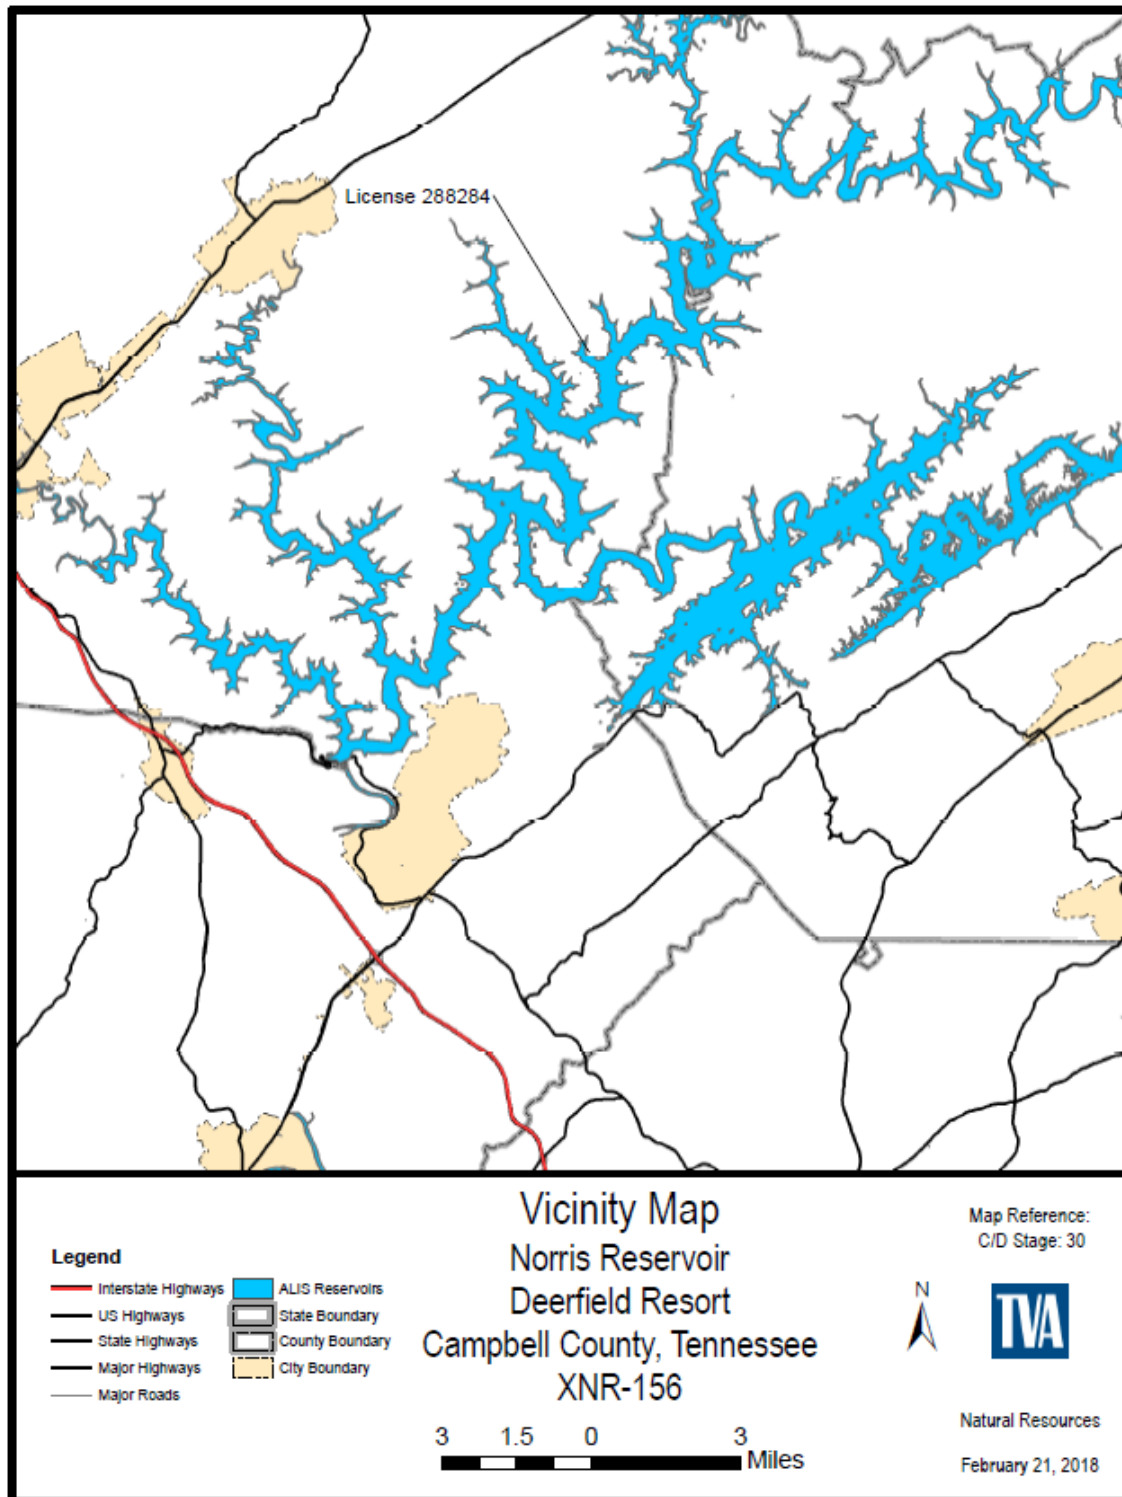 License 288284
Vicinity Map
Norris Reservoir
Deerfield Resort
Campbell County, Tennessee
XNR-156
3 1.5 0 3
Miles
Legend
Interstate Highways
US Highways
State Highways
Major Highways
Major Roads
ALIS Reservoirs
State Boundary
County Boundary
City Boundary
Map Reference:
C/D Stage: 30
N
TVA
Natural Resources
February 21, 2018